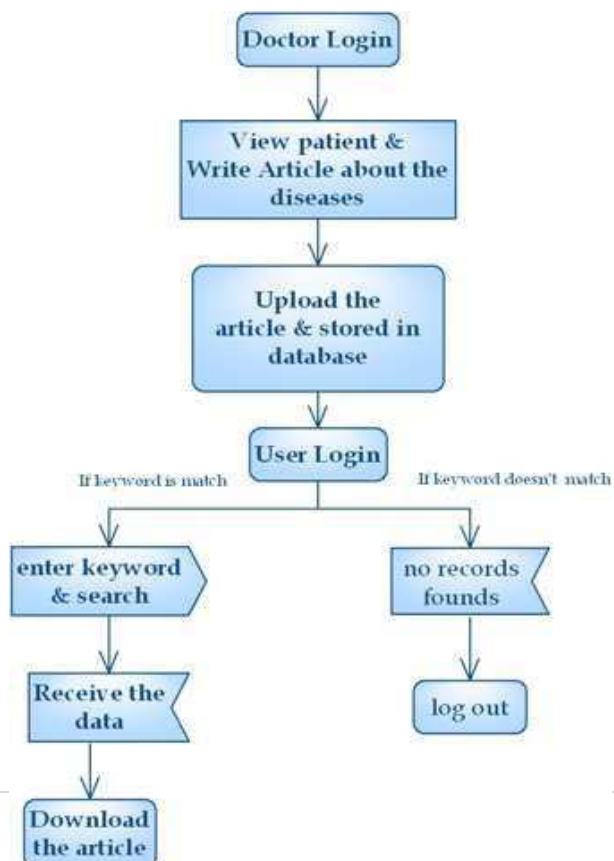 Doctor Login
View patient &
Write Article about the
diseases
Upload the
article & stored in
database
User Login
If keyword is match
If keyword doesn't match
enter keyword
& search
no records
founds
Receive the
data
log out
Download
the article